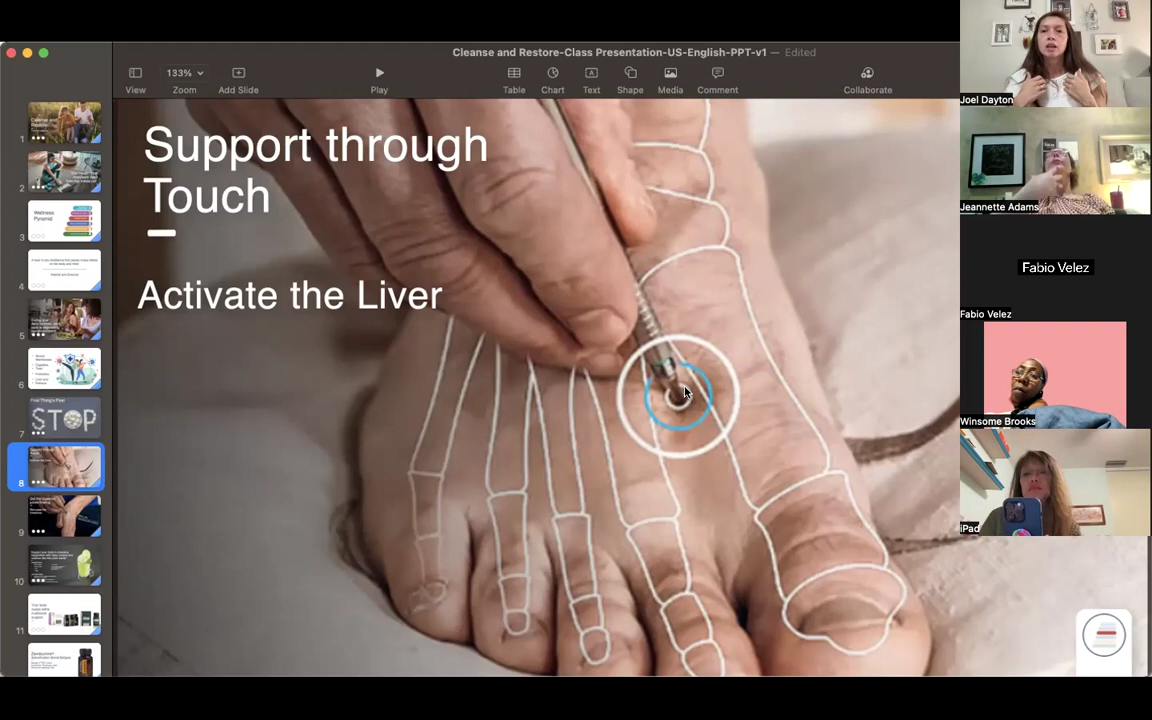 Cleanse and Restore-Class Presentation-US-English-PPT-v1 — Edited
133%
View
Zoom
Add Slide
Play
Table
Chart
Text
Shape
Media
Comment
Collaborate
Support through
Touch
Activate the Liver
1
2
Wellness
Pyramid
3
4
5
6
STOP
7
8
9
10
11
Joel Dayton
Jeannette Adams
Fabio Velez
Fabio Velez
Winsome Brooks
iPad